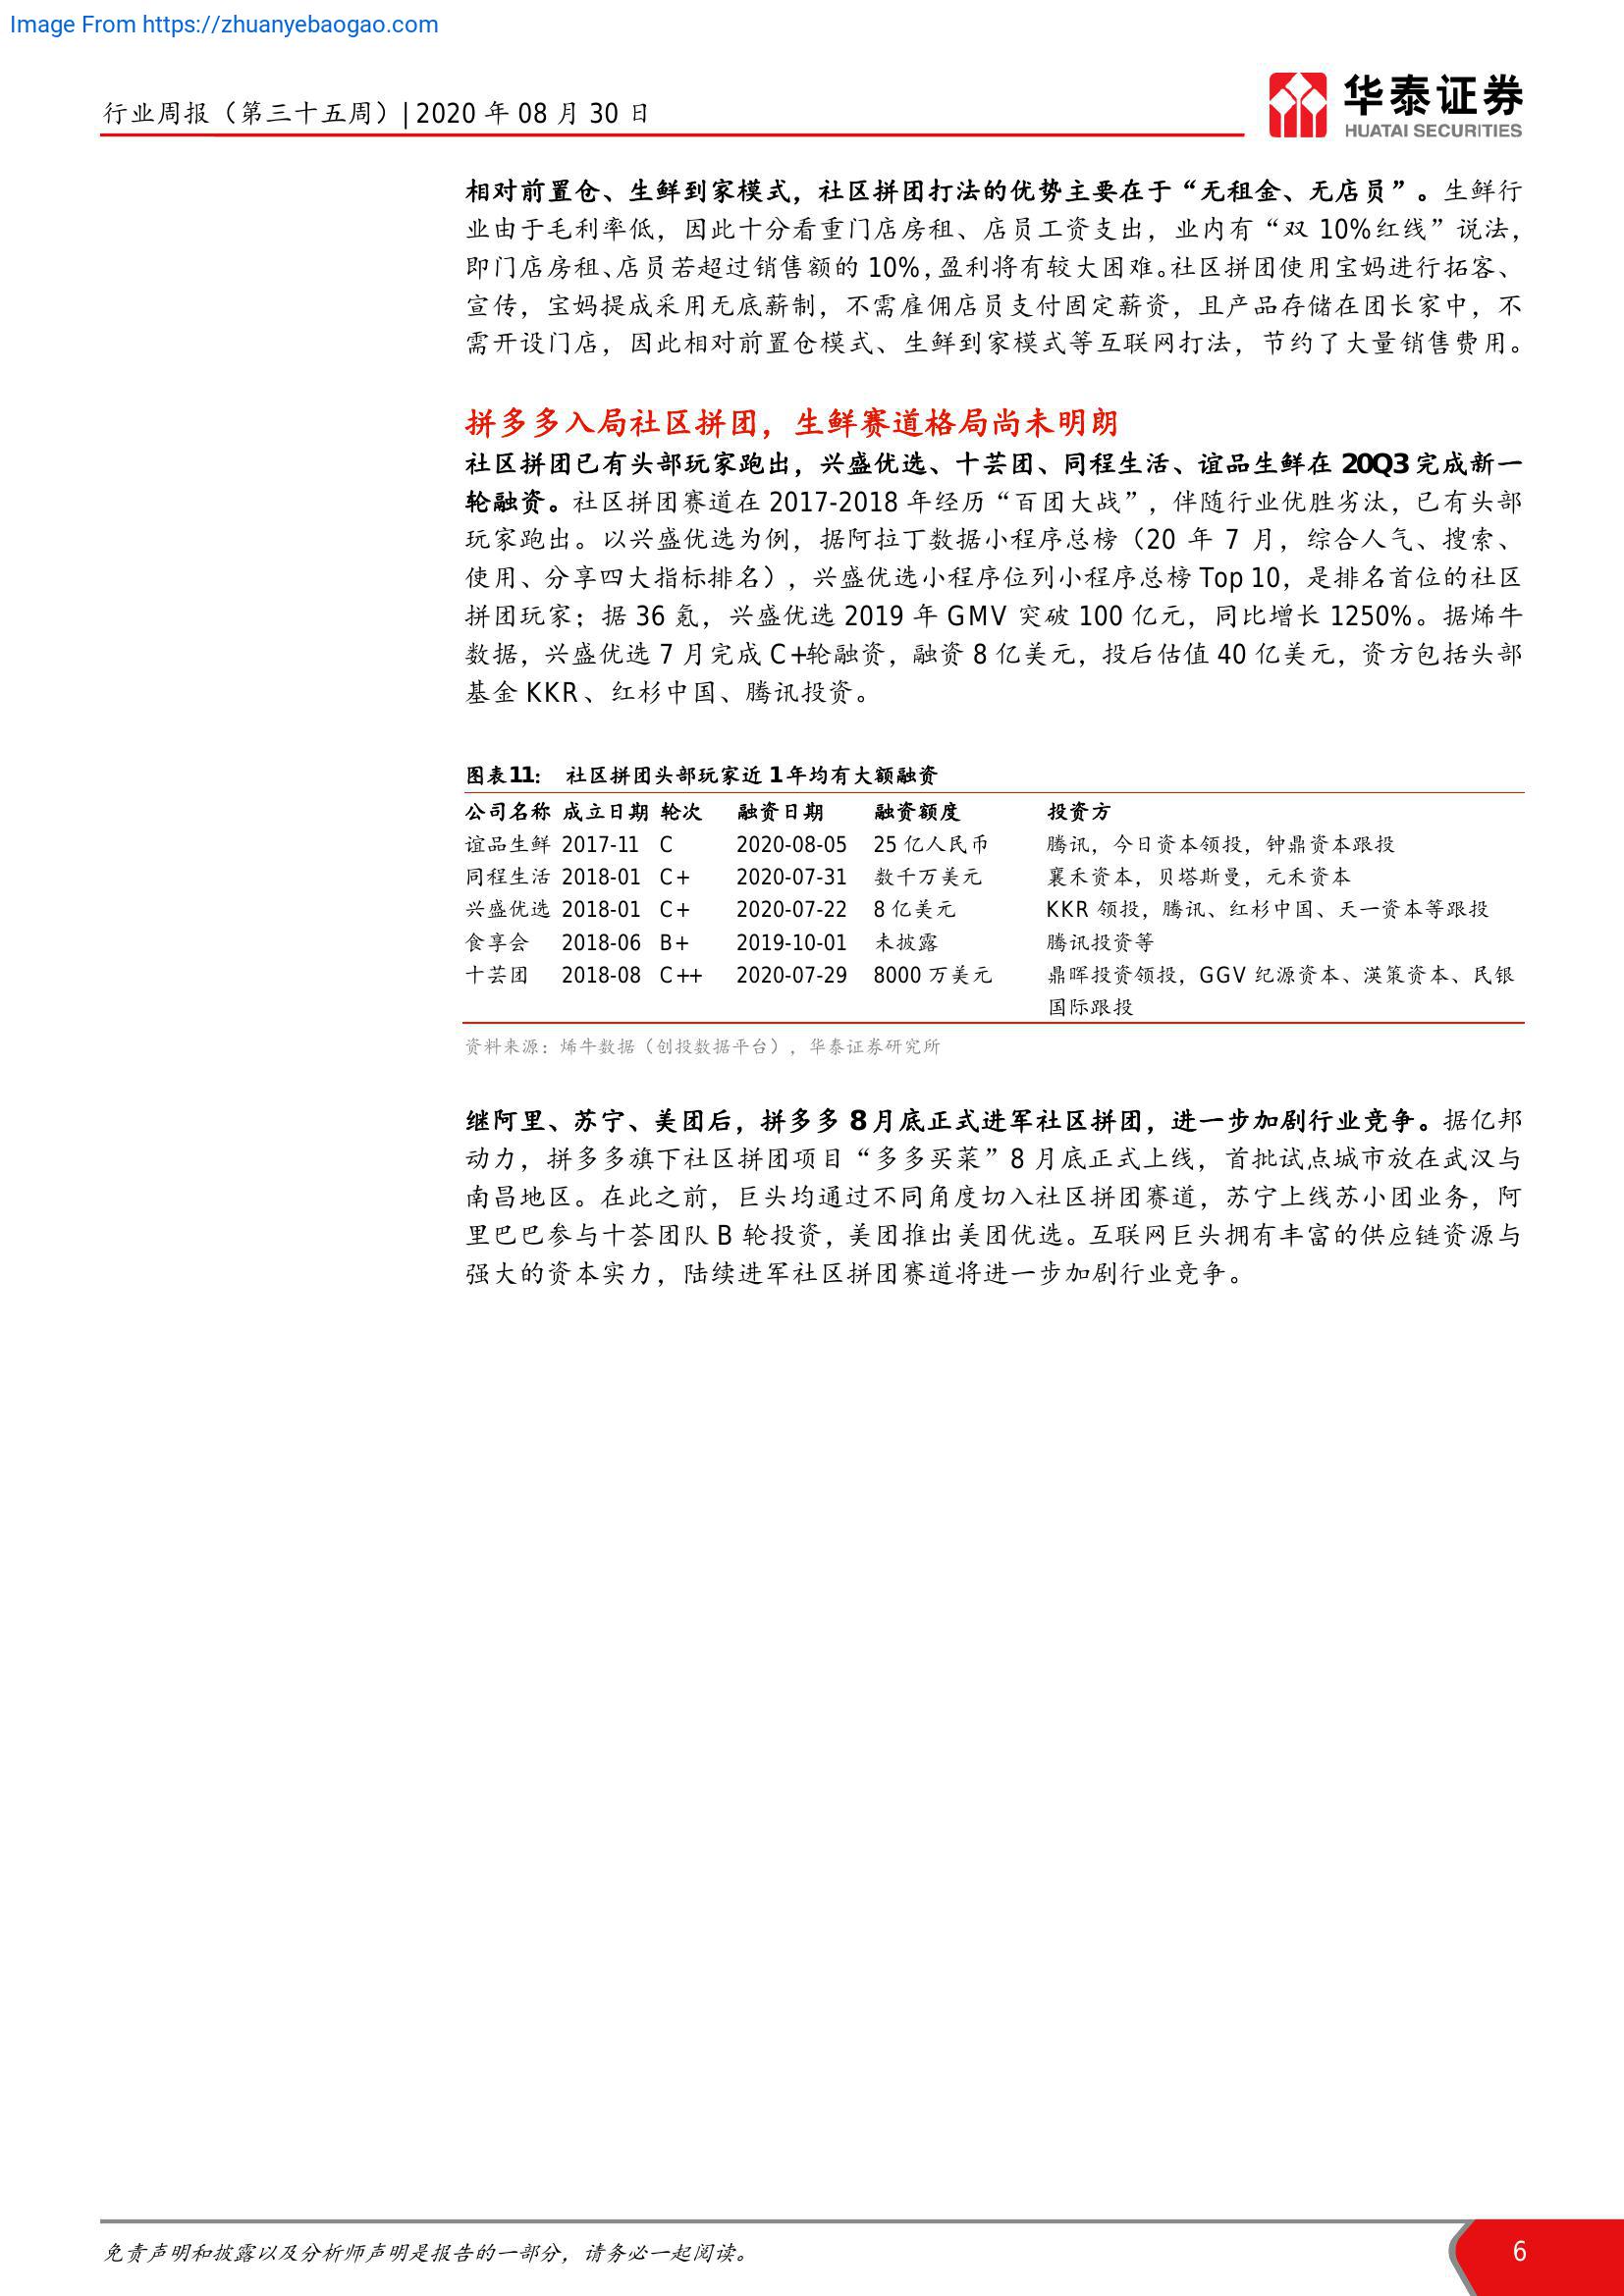 Image From https://zhuanyebaogao.com
华泰证券
HUATAI SECURITIES
行业周报（第三十五周）| 2020 年 08 月 30 日
相对前置仓、生鲜到家模式，社区拼团打法的优势主要在于“无租金、无店员”。生鲜行
业由于毛利率低，因此十分看重门店房租、店员工资支出，业内有“双 10%红线”说法，
即门店房租、店员若超过销售额的 10%，盈利将有较大困难。社区拼团使用宝妈进行拓客、
宣传，宝妈提成采用无底薪制，不需雇佣店员支付固定薪资，且产品存储在团长家中，不
需开设门店，因此相对前置仓模式、生鲜到家模式等互联网打法，节约了大量销售费用。
拼多多入局社区拼团，生鲜赛道格局尚未明朗
社区拼团已有头部玩家跑出，兴盛优选、十芸团、同程生活、谊品生鲜在 20Q3 完成新一
轮融资。社区拼团赛道在 2017-2018 年经历“百团大战”，伴随行业优胜劣汰，已有头部
玩家跑出。以兴盛优选为例，据阿拉丁数据小程序总榜（20 年 7 月，综合人气、搜索、
使用、分享四大指标排名），兴盛优选小程序位列小程序总榜 Top 10，是排名首位的社区
拼团玩家；据 36 氪，兴盛优选 2019 年 GMV 突破 100 亿元，同比增长 1250%。据烯牛
数据，兴盛优选 7 月完成 C+轮融资，融资 8 亿美元，投后估值 40 亿美元，资方包括头部
基金 KKR、红杉中国、腾讯投资。
图表11： 社区拼团头部玩家近 1 年均有大额融资
公司名称 成立日期 轮次 融资日期 融资额度 投资方
谊品生鲜 2017-11 C 2020-08-05 25 亿人民币 腾讯，今日资本领投，钟鼎资本跟投
同程生活 2018-01 C+ 2020-07-31 数千万美元 襄禾资本，贝塔斯曼，元禾资本
兴盛优选 2018-01 C+ 2020-07-22 8 亿美元 KKR 领投，腾讯、红杉中国、天一资本等跟投
食享会 2018-06 B+ 2019-10-01 未披露 腾讯投资等
十芸团 2018-08 C++ 2020-07-29 8000 万美元 鼎晖投资领投，GGV 纪源资本、渶策资本、民银
国际跟投
资料来源：烯牛数据（创投数据平台），华泰证券研究所
继阿里、苏宁、美团后，拼多多 8 月底正式进军社区拼团，进一步加剧行业竞争。据亿邦
动力，拼多多旗下社区拼团项目“多多买菜”8 月底正式上线，首批试点城市放在武汉与
南昌地区。在此之前，巨头均通过不同角度切入社区拼团赛道，苏宁上线苏小团业务，阿
里巴巴参与十荟团队 B 轮投资，美团推出美团优选。互联网巨头拥有丰富的供应链资源与
强大的资本实力，陆续进军社区拼团赛道将进一步加剧行业竞争。
免责声明和披露以及分析师声明是报告的一部分，请务必一起阅读。
6